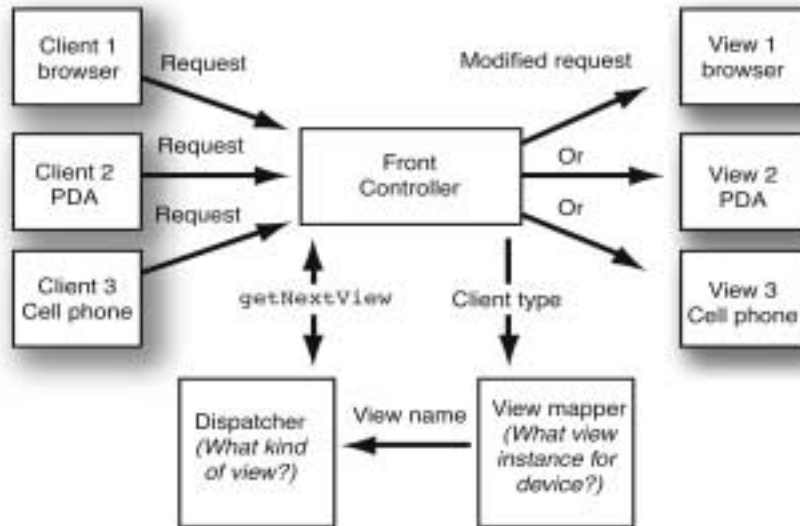 Client 1
browser
Request
Modified request
View 1
browser
Client 2
PDA
Request
Front
Controller
Or
View 2
PDA
Request
Or
Client 3
Cell phone
View 3
Cell phone
getNextView
Client type
Dispatcher
(What kind
of view?)
View name
View mapper
(What view
instance for
device?)